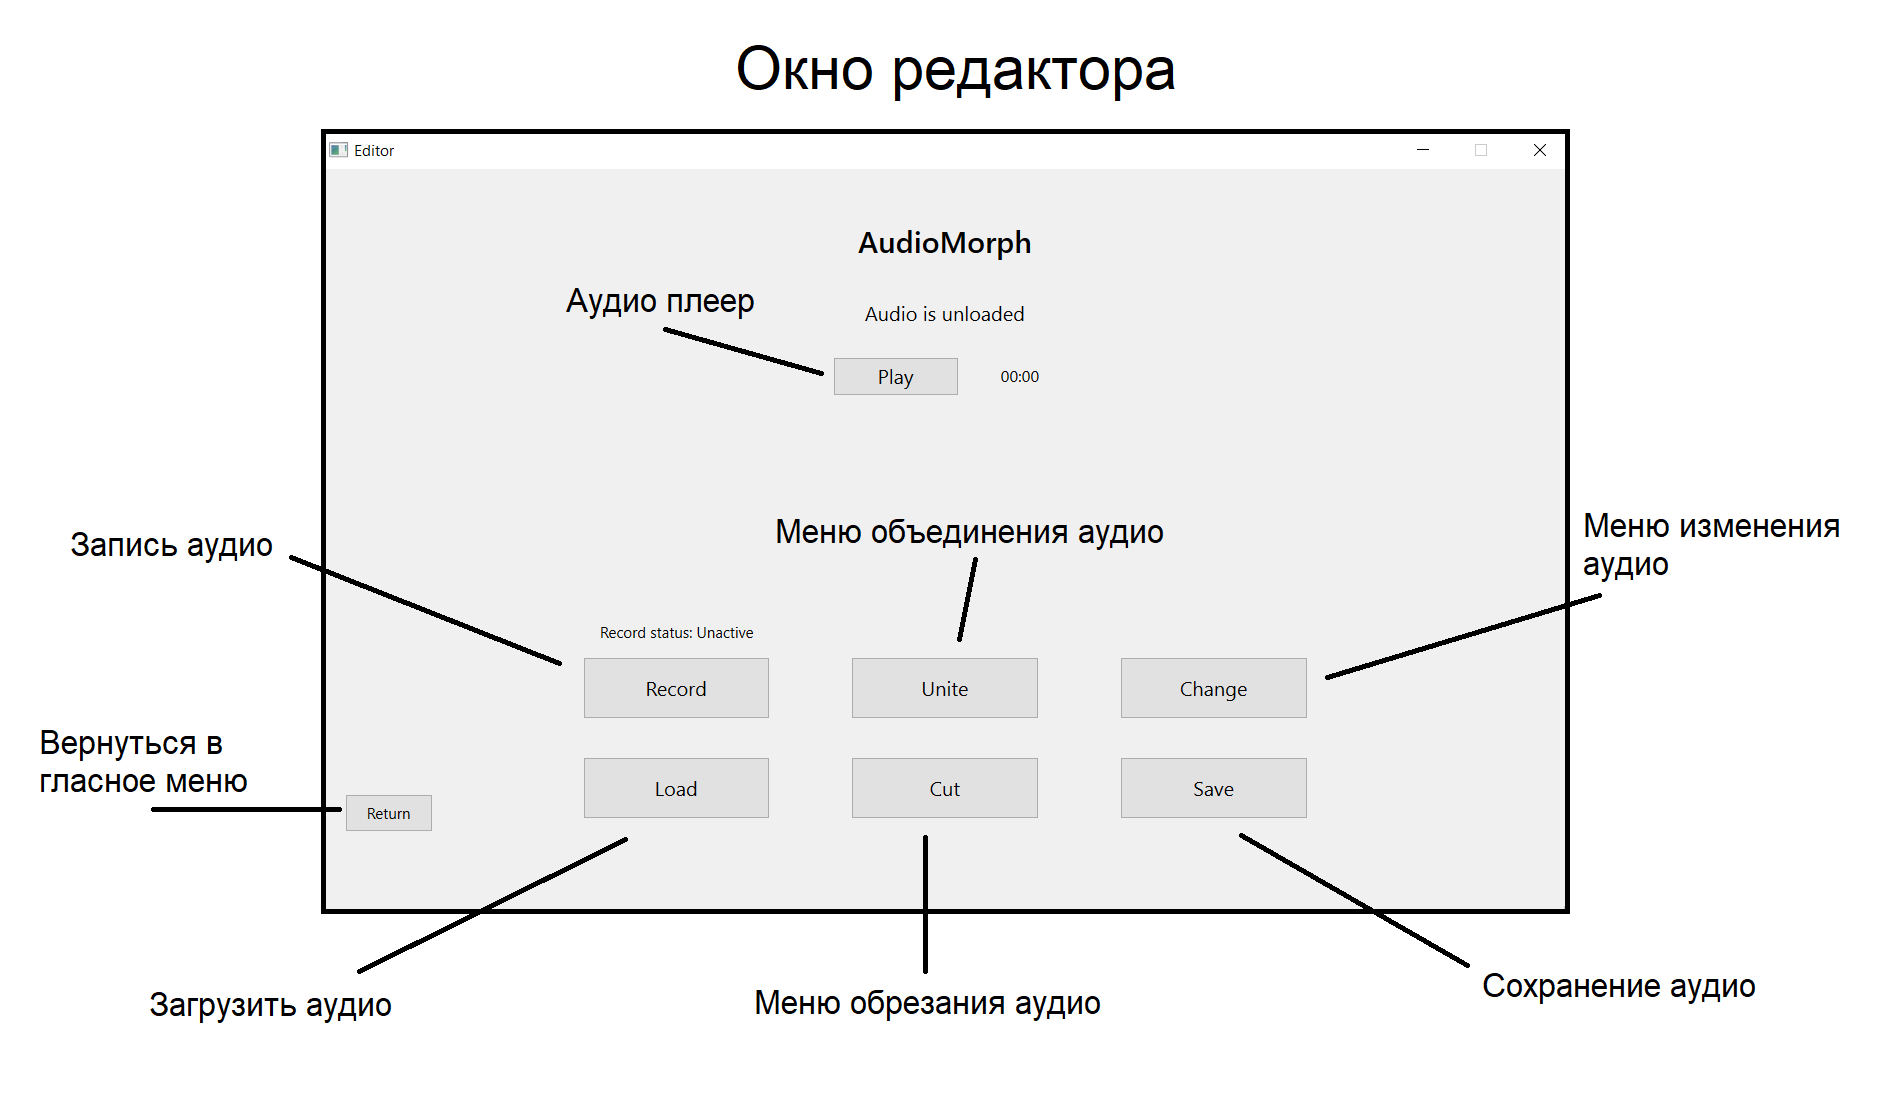 Окно редактора
Editor
AudioMorph
Аудио плеер
Audio is unloaded
Play
00:00
Запись аудио
Меню объединения аудио
Меню изменения
аудио
Record status: Unactive
Record
Unite
Change
Вернуться в
гласное меню
Load
Cut
Save
Return
Загрузить аудио
Меню обрезания аудио
Сохранение аудио